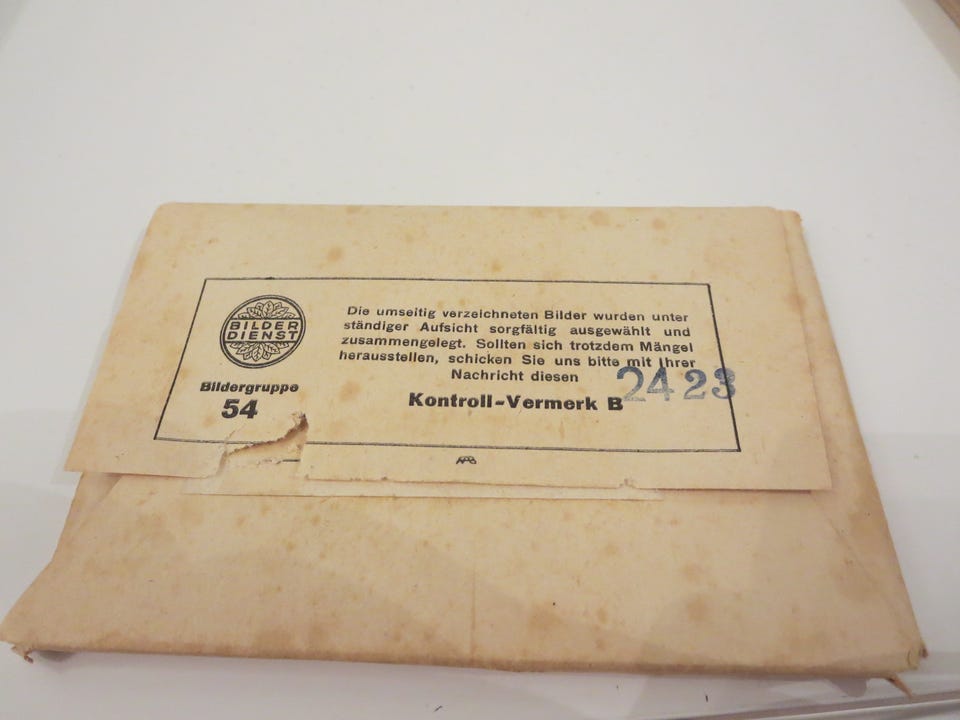 BILDER
DIENST
Bildergruppe
54
Die umseitig verzeichneten Bilder wurden unter
ständiger Aufsicht sorgfältig ausgewählt und
zusammengelegt. Sollten sich trotzdem Mängel
herausstellen, schicken Sie uns bitte mit Ihrer
Nachricht diesen
Kontroll-Vermerk B 2423